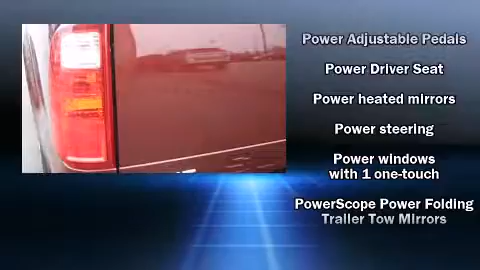 Power Adjustable Pedals
Power Driver Seat
Power heated mirrors
Power steering
Power windows
with 1 one-touch
PowerScope Power Folding
Trailer Tow Mirrors